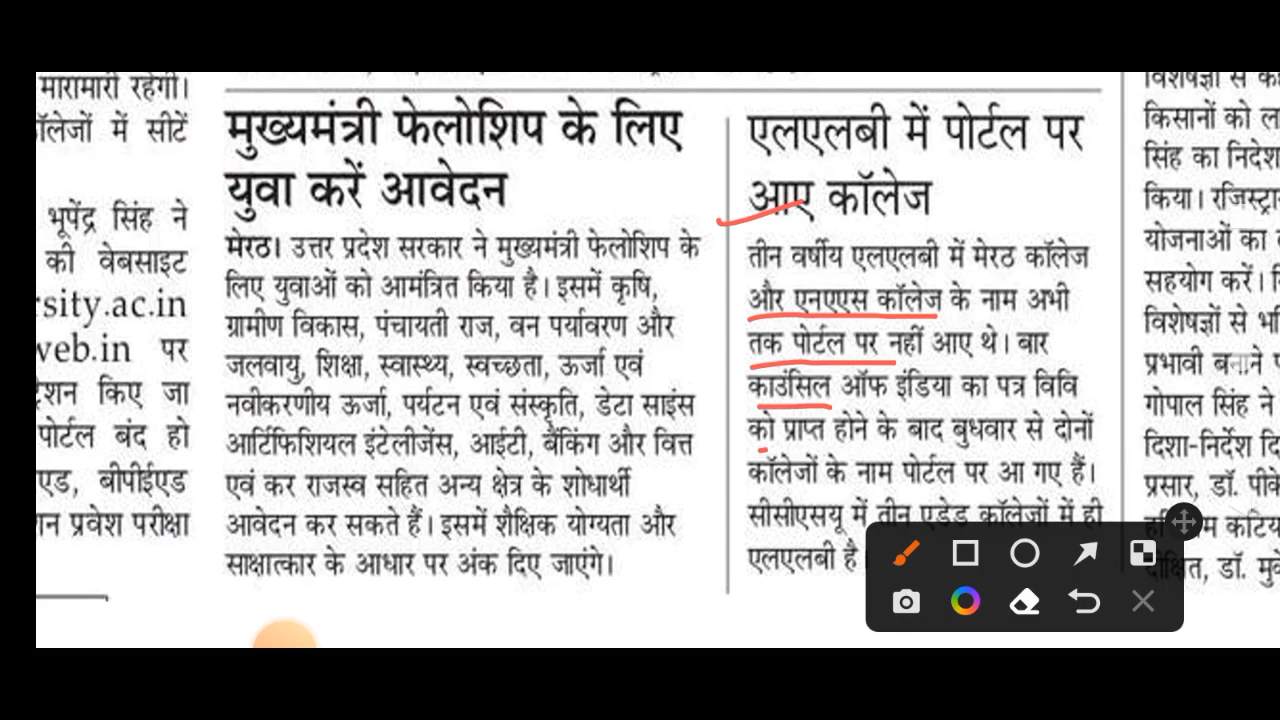 मारामारी रहेगी।
ॉलेजों में सीटें
भूपेंद्र सिंह ने
की वेबसाइट
rsity.ac.in
web.in पर
किए जा
पोर्टल बंद हो
एड, बीपीईएड
प्रवेश परीक्षा
मुख्यमंत्री फेलोशिप के लिए
युवा करें आवेदन
मेरठ। उत्तर प्रदेश सरकार ने मुख्यमंत्री फेलोशिप के
लिए युवाओं को आमंत्रित किया है। इसमें कृषि,
ग्रामीण विकास, पंचायती राज, वन पर्यावरण और
जलवायु, शिक्षा, स्वास्थ्य, स्वच्छता, ऊर्जा एवं
नवीकरणीय ऊर्जा, पर्यटन एवं संस्कृति, डेटा साइंस
आर्टिफिशियल इंटेलीजेंस, आईटी, बैंकिंग और वित्त
एवं कर राजस्व सहित अन्य क्षेत्र के शोधार्थी
आवेदन कर सकते हैं। इसमें शैक्षिक योग्यता और
साक्षात्कार के आधार पर अंक दिए जाएंगे।
एलएलबी में पोर्टल पर
आए कॉलेज
तीन वर्षीय एलएलबी में मेरठ कॉलेज
और एनएएस कॉलेज के नाम अभी
तक पोर्टल पर नहीं आए थे। बार
काउंसिल ऑफ इंडिया का पत्र विवि
को प्राप्त होने के बाद बुधवार से दोनों
कॉलेजों के नाम पोर्टल पर आ गए हैं।
सीसीएसयू में तीन एडेड कॉलेजों में ही
एलएलबी है
विशेषज्ञों से
किसानों को
सिंह का निदेश
किया। रजिस्ट्रा
योजनाओं का
सहयोग करें।
विशेषज्ञों से
प्रभावी बनाने
गोपाल सिंह ने
दिशा-निर्देश
प्रसार, डॉ. पीके
दीक्षित, डॉ.